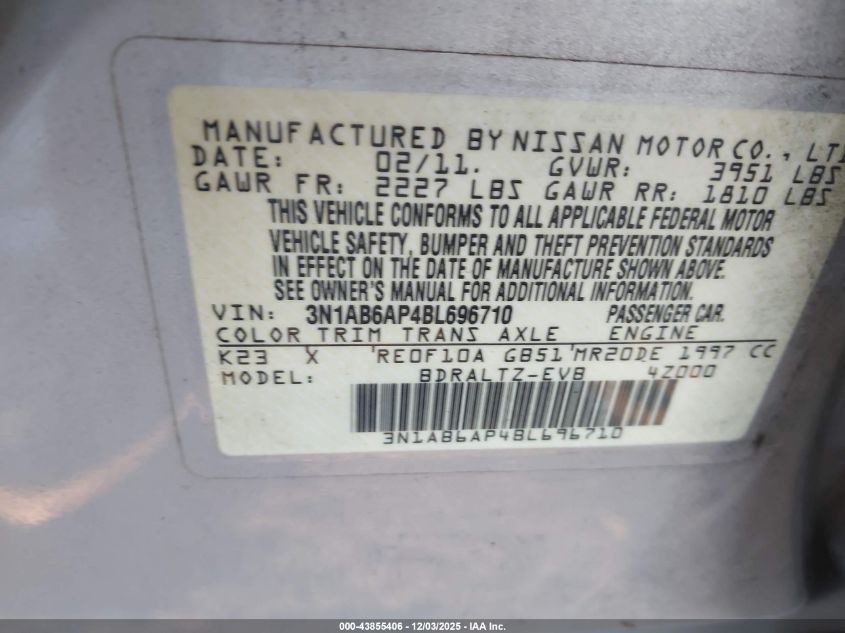 MANUFACTURED BY NISSAN MOTOR CO., LT
DATE: 02/11. GVWR: 3951 LBS
GAWR FR: 2227 LBS GAWR RR: 1810 LBS
THIS VEHICLE CONFORMS TO ALL APPLICABLE FEDERAL MOTOR
VEHICLE SAFETY, BUMPER AND THEFT PREVENTION STANDARDS
IN EFFECT ON THE DATE OF MANUFACTURE SHOWN ABOVE.
SEE OWNER'S MANUAL FOR ADDITIONAL INFORMATION.
VIN: 3N1AB6AP4BL696710 PASSENGER CAR.
COLOR TRIM TRANS AXLE ENGINE
K23 X RE0F10A GB51 MR20DE 1997 CC
MODEL: BDRALTZ-EVB 4Z000
3N1AB6AP4BL696710
000-43855406 - 12/03/2025 - IAA Inc.